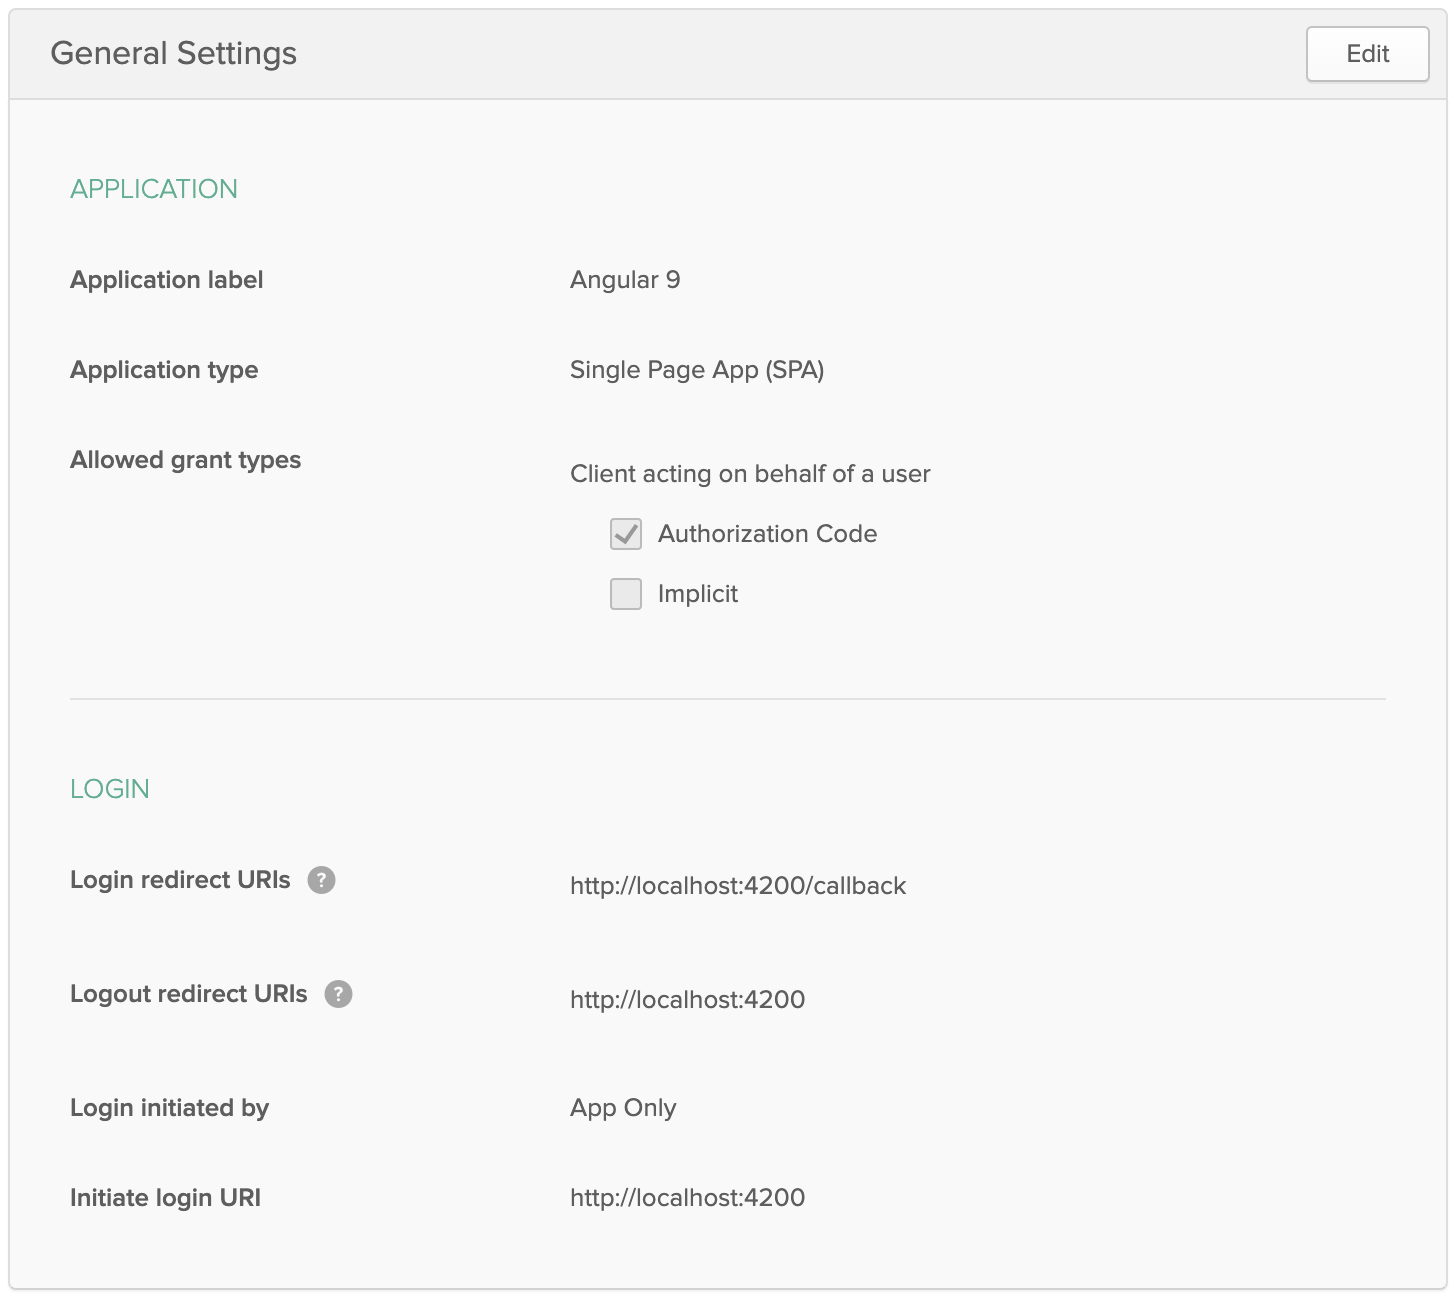 General Settings
Edit
APPLICATION
Application label
Angular 9
Application type
Single Page App (SPA)
Allowed grant types
Client acting on behalf of a user
Authorization Code
Implicit
LOGIN
Login redirect URIs ?
http://localhost:4200/callback
Logout redirect URIs ?
http://localhost:4200
Login initiated by
App Only
Initiate login URI
http://localhost:4200